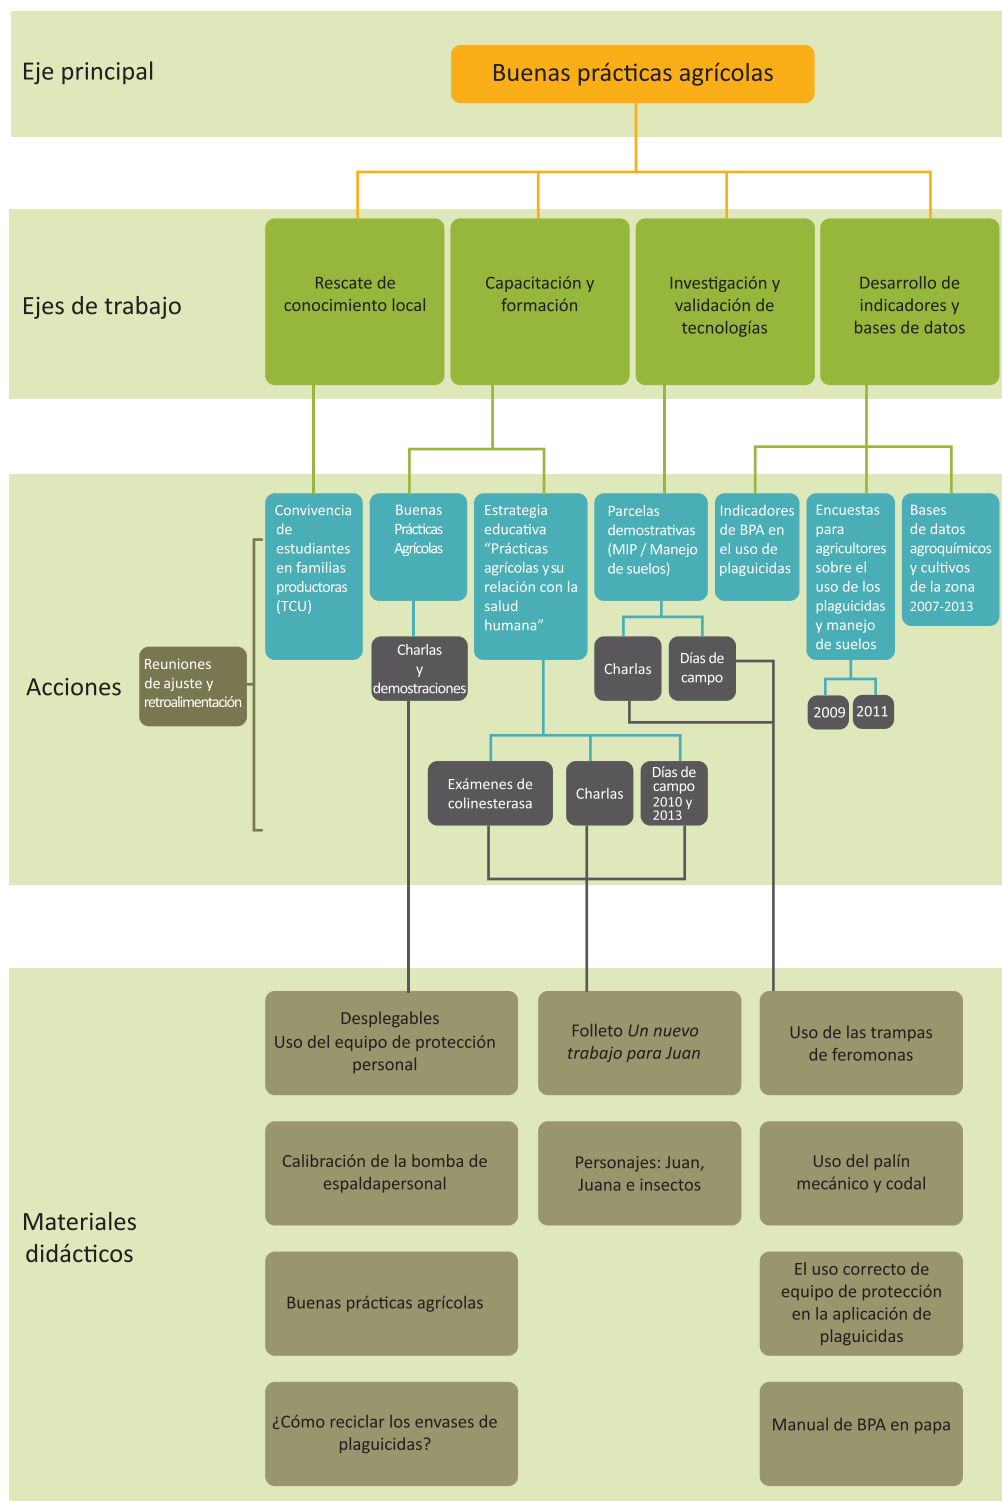 Eje principal
Buenas prácticas agrícolas
Ejes de trabajo
Rescate de
conocimiento local
Capacitación y
formación
Investigación y
validación de
tecnologías
Desarrollo de
indicadores y
bases de datos
Acciones
Reuniones
de ajuste y
retroalimentación
Convivencia
de
estudiantes
en familias
productoras
(TCU)
Buenas
Prácticas
Agrícolas
Charlas
y
demostraciones
Estrategia
educativa
“Prácticas
agrícolas y su
relación con la
salud
humana”
Exámenes de
colinesterasa
Charlas
Días de
campo
2010 y
2013
Parcelas
demostrativas
(MIP / Manejo
de suelos)
Charlas
Días de
campo
Indicadores
de BPA en
el uso de
plaguicidas
Encuestas
para
agricultores
sobre el
uso de los
plaguicidas
y manejo
de suelos
2009
2011
Bases
de datos
agroquímicos
y cultivos
de la zona
2007-2013
Materiales
didácticos
Desplegables
Uso del equipo de protección
personal
Calibración de la bomba de
espaldapersonal
Buenas prácticas agrícolas
¿Cómo reciclar los envases de
plaguicidas?
Folleto Un nuevo
trabajo para Juan
Personajes: Juan,
Juana e insectos
Uso de las trampas
de feromonas
Uso del palín
mecánico y codal
El uso correcto de
equipo de protección
en la aplicación de
plaguicidas
Manual de BPA en papa